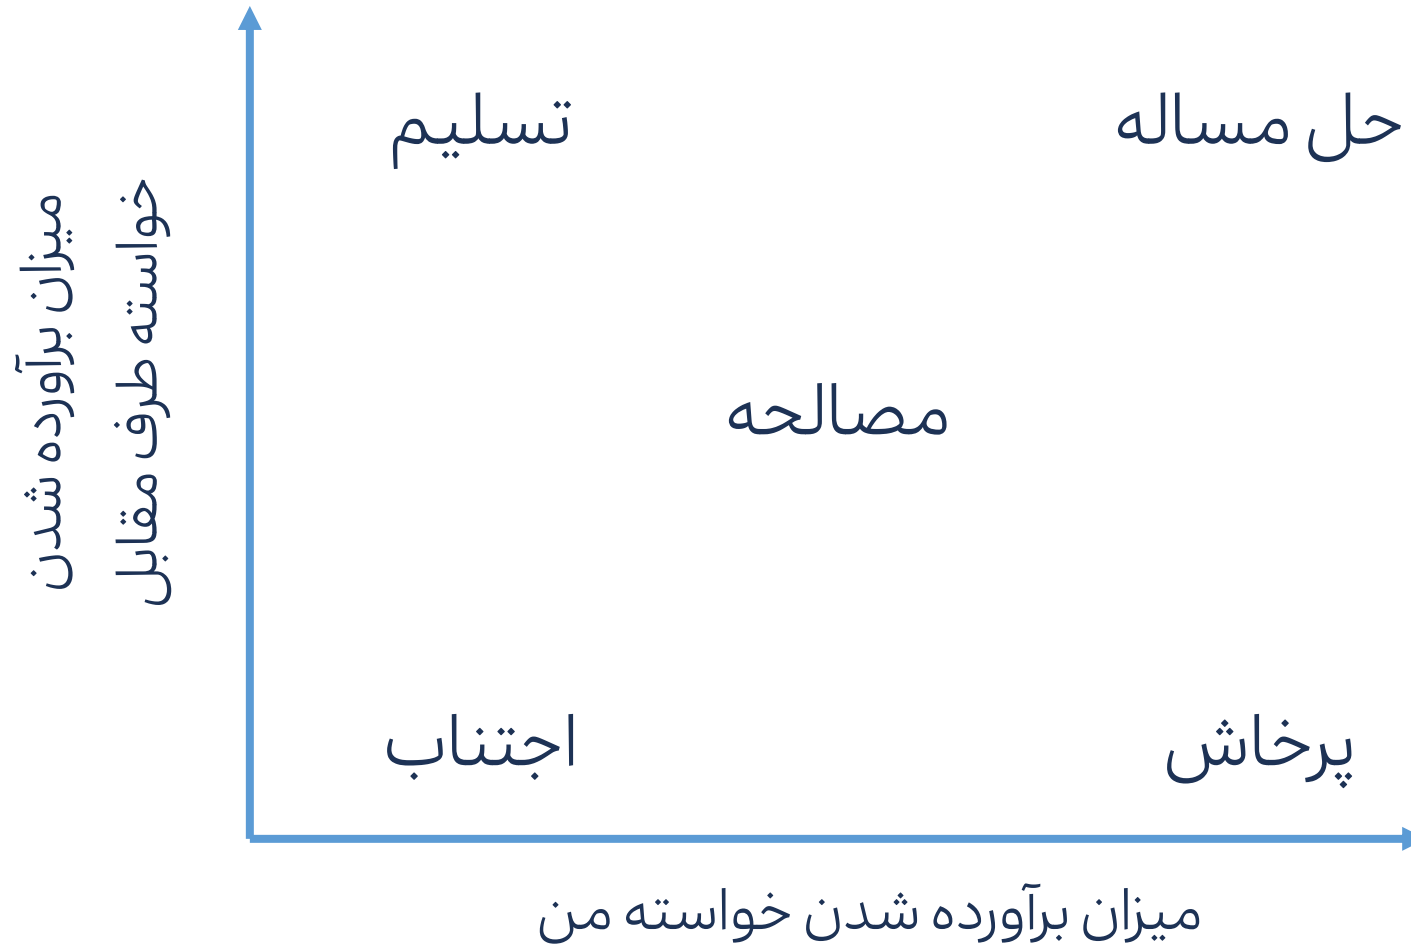 حل مساله
تسلیم
میزان برآورده شدن
خواسته طرف مقابل
مصالحه
پرخاش
اجتناب
میزان برآورده شدن خواسته من